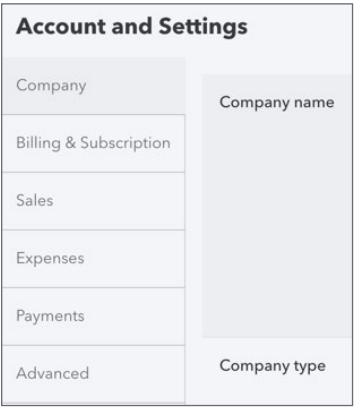 Account and Settings
Company
Company name
Billing & Subscription
Sales
Expenses
Payments
Company type
Advanced